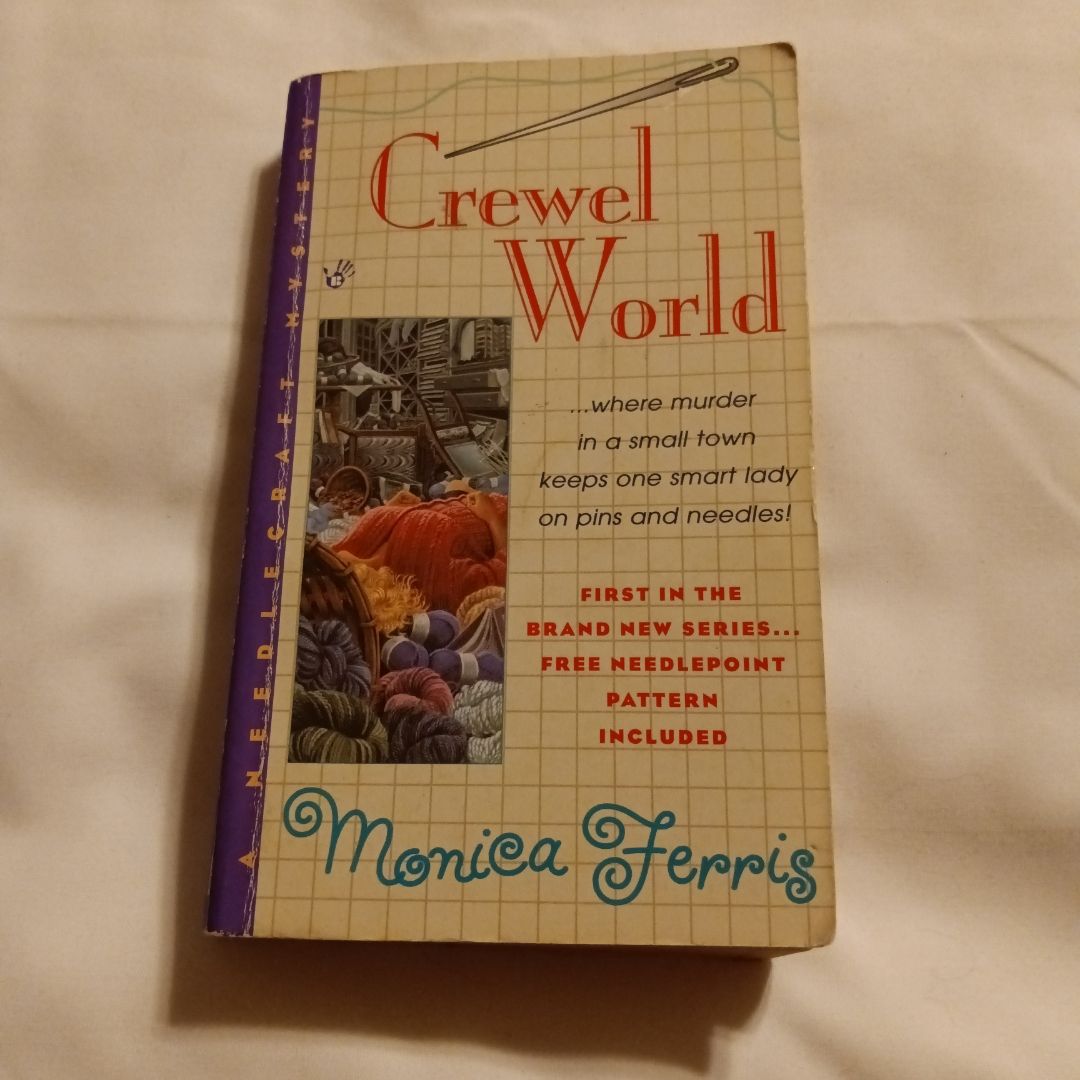 Crewel
World
...where murder
in a small town
keeps one smart lady
on pins and needles!
FIRST IN THE
BRAND NEW SERIES...
FREE NEEDLEPOINT
PATTERN
INCLUDED
Monica Ferris
A NEEDLECRAFT MYSTERY
B